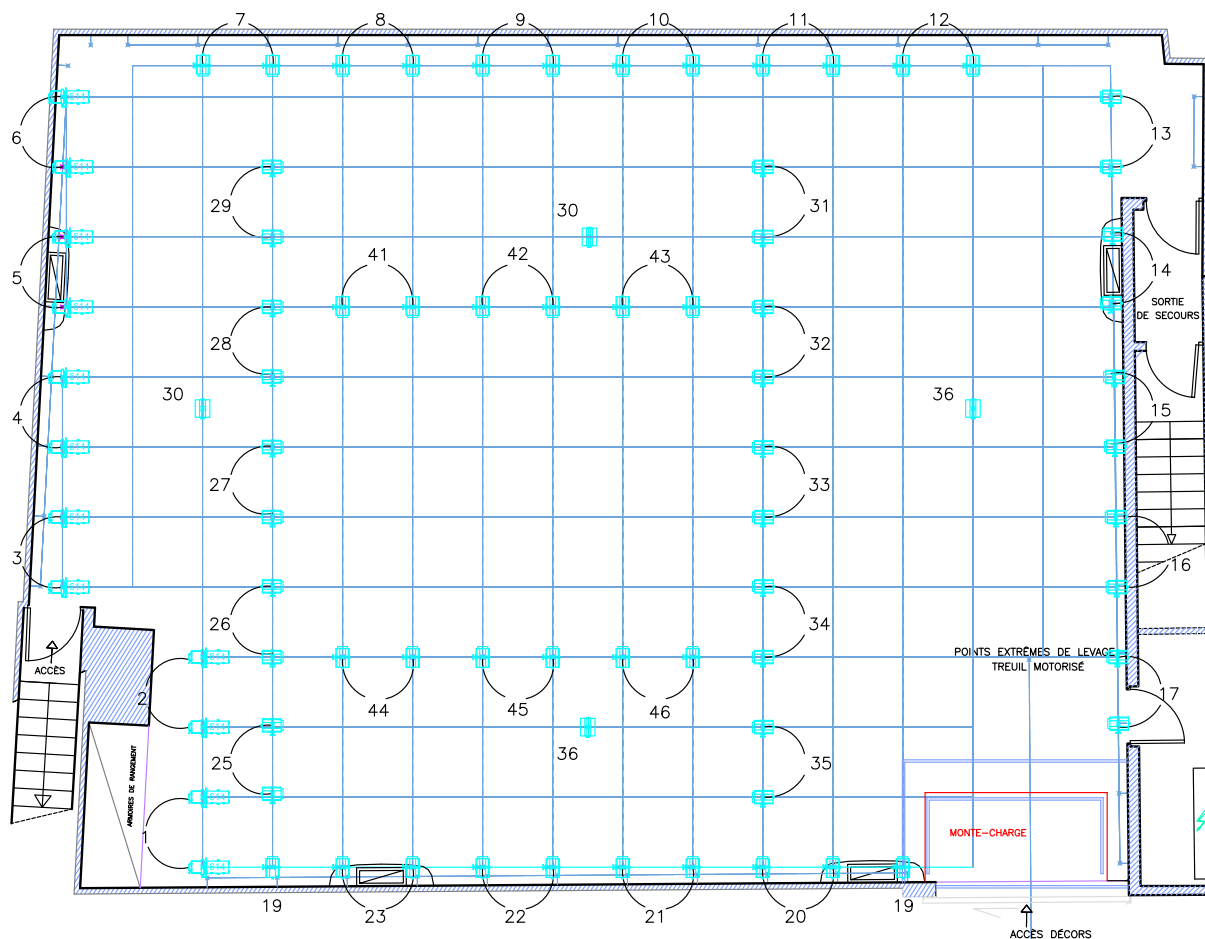 7 8 9 10 11 12
6
13
29
30
31
5
41 42 43
14
SORTIE
DE SECOURS
28
32
4
30
36
15
27
33
3
16
26
34
ACCÈS
POINTS EXTRÊMES DE LEVAGE
TREUIL MOTORISÉ
2
44 45 46
17
25
36
35
ARMOIRES DE RANGEMENT
1
MONTE-CHARGE
19 23 22 21 20 19
ACCÈS DÉCORS